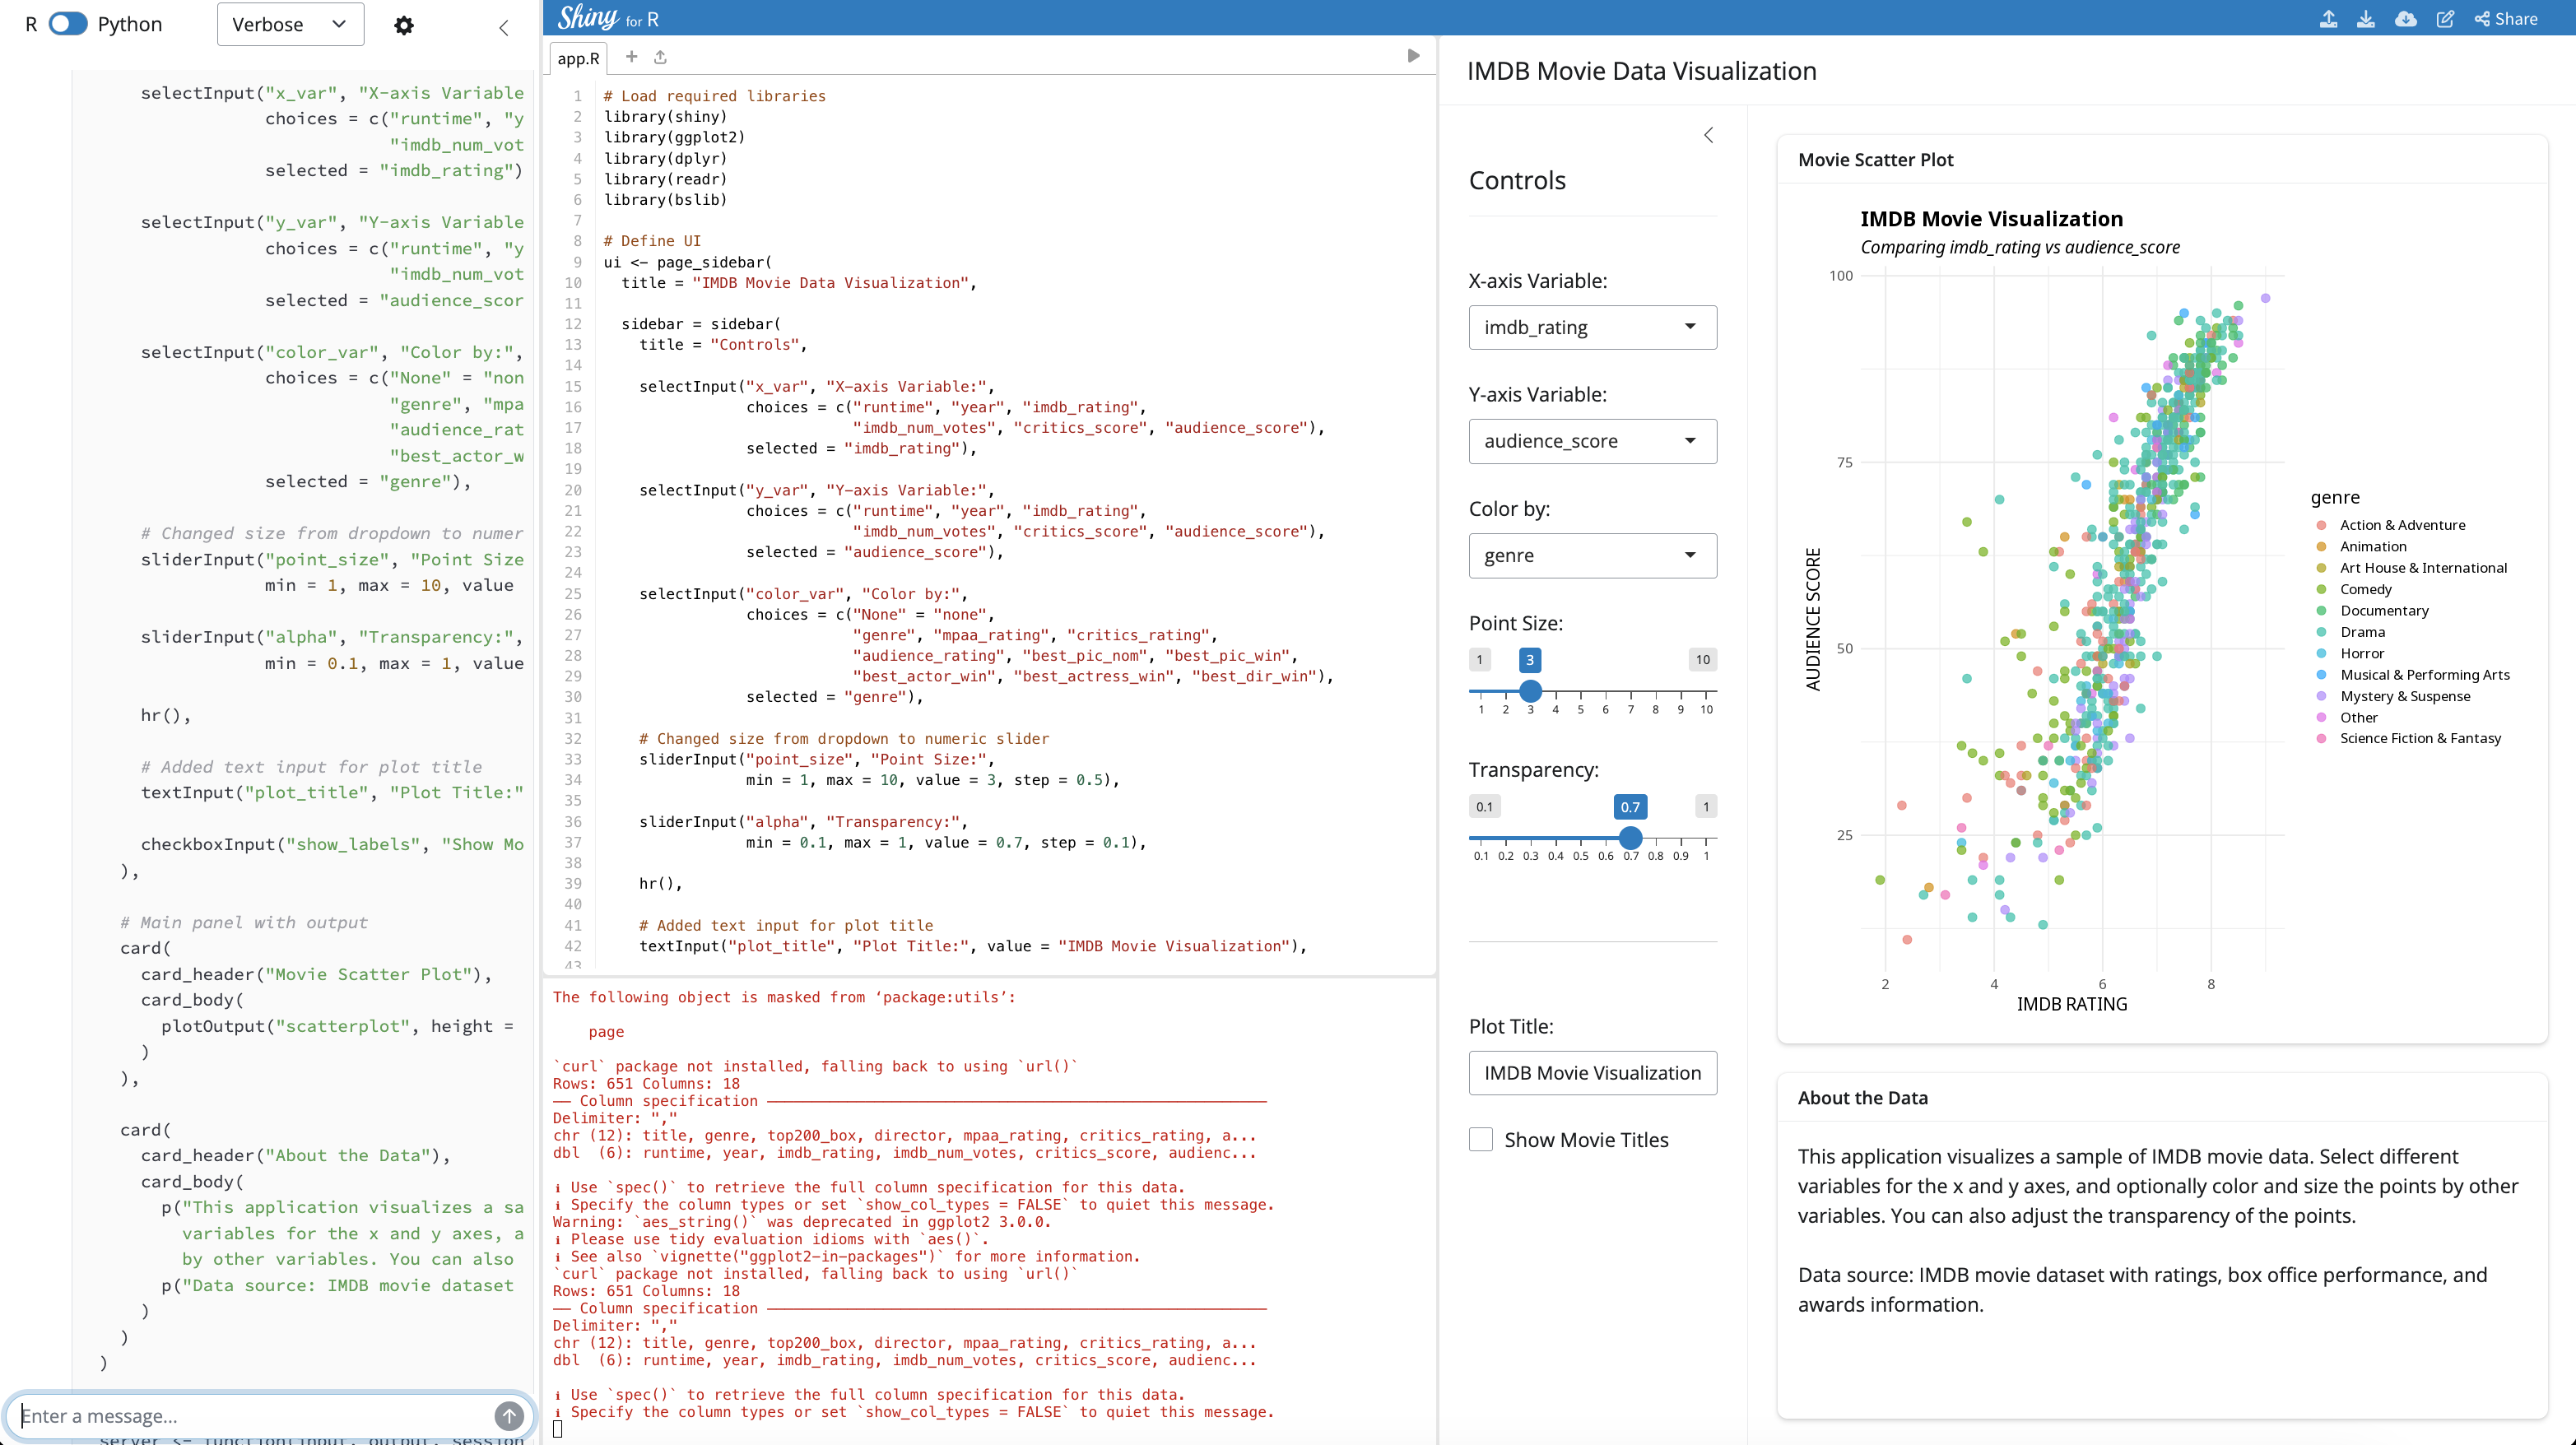 R Python
Verbose
selectInput("x_var", "X-axis Variable
choices = c("runtime", "y
"imdb_num_vot
selected = "imdb_rating")
selectInput("y_var", "Y-axis Variable
choices = c("runtime", "y
"imdb_num_vot
selected = "audience_scor
selectInput("color_var", "Color by:",
choices = c("None" = "non
"genre", "mpa
"audience_rat
"best_actor_w
selected = "genre"),
# Changed size from dropdown to numer
sliderInput("point_size", "Point Size
min = 1, max = 10, value
sliderInput("alpha", "Transparency:",
min = 0.1, max = 1, value
hr(),
# Added text input for plot title
textInput("plot_title", "Plot Title:"
checkboxInput("show_labels", "Show Mo
),
# Main panel with output
card(
card_header("Movie Scatter Plot"),
card_body(
plotOutput("scatterplot", height =
)
),
card(
card_header("About the Data"),
card_body(
p("This application visualizes a sa
variables for the x and y axes, a
by other variables. You can also
p("Data source: IMDB movie dataset
)
)
)
Enter a message...
server <- function(input, output, session
Shiny for R
Share
app.R
1 # Load required libraries
2 library(shiny)
3 library(ggplot2)
4 library(dplyr)
5 library(readr)
6 library(bslib)
7
8 # Define UI
9 ui <- page_sidebar(
10 title = "IMDB Movie Data Visualization",
11
12 sidebar = sidebar(
13 title = "Controls",
14
15 selectInput("x_var", "X-axis Variable:",
16 choices = c("runtime", "year", "imdb_rating",
17 "imdb_num_votes", "critics_score", "audience_score"),
18 selected = "imdb_rating"),
19
20 selectInput("y_var", "Y-axis Variable:",
21 choices = c("runtime", "year", "imdb_rating",
22 "imdb_num_votes", "critics_score", "audience_score"),
23 selected = "audience_score"),
24
25 selectInput("color_var", "Color by:",
26 choices = c("None" = "none",
27 "genre", "mpaa_rating", "critics_rating",
28 "audience_rating", "best_pic_nom", "best_pic_win",
29 "best_actor_win", "best_actress_win", "best_dir_win"),
30 selected = "genre"),
31
32 # Changed size from dropdown to numeric slider
33 sliderInput("point_size", "Point Size:",
34 min = 1, max = 10, value = 3, step = 0.5),
35
36 sliderInput("alpha", "Transparency:",
37 min = 0.1, max = 1, value = 0.7, step = 0.1),
38
39 hr(),
40
41 # Added text input for plot title
42 textInput("plot_title", "Plot Title:", value = "IMDB Movie Visualization"),
43
The following object is masked from ‘package:utils’:
page
`curl` package not installed, falling back to using `url()`
Rows: 651 Columns: 18
── Column specification ────────────────────────────────────────────────────────
Delimiter: ","
chr (12): title, genre, top200_box, director, mpaa_rating, critics_rating, a...
dbl (6): runtime, year, imdb_rating, imdb_num_votes, critics_score, audienc...
ℹ Use `spec()` to retrieve the full column specification for this data.
ℹ Specify the column types or set `show_col_types = FALSE` to quiet this message.
Warning: `aes_string()` was deprecated in ggplot2 3.0.0.
ℹ Please use tidy evaluation idioms with `aes()`.
ℹ See also `vignette("ggplot2-in-packages")` for more information.
`curl` package not installed, falling back to using `url()`
Rows: 651 Columns: 18
── Column specification ────────────────────────────────────────────────────────
Delimiter: ","
chr (12): title, genre, top200_box, director, mpaa_rating, critics_rating, a...
dbl (6): runtime, year, imdb_rating, imdb_num_votes, critics_score, audienc...
ℹ Use `spec()` to retrieve the full column specification for this data.
ℹ Specify the column types or set `show_col_types = FALSE` to quiet this message.
IMDB Movie Data Visualization
Controls
X-axis Variable:
imdb_rating
Y-axis Variable:
audience_score
Color by:
genre
Point Size:
1 3 10
1 2 3 4 5 6 7 8 9 10
Transparency:
0.1 0.7 1
0.1 0.2 0.3 0.4 0.5 0.6 0.7 0.8 0.9 1
Plot Title:
IMDB Movie Visualization
Show Movie Titles
Movie Scatter Plot
IMDB Movie Visualization
Comparing imdb_rating vs audience_score
100
75
50
25
AUDIENCE SCORE
2 4 6 8
IMDB RATING
genre
Action & Adventure
Animation
Art House & International
Comedy
Documentary
Drama
Horror
Musical & Performing Arts
Mystery & Suspense
Other
Science Fiction & Fantasy
About the Data
This application visualizes a sample of IMDB movie data. Select different
variables for the x and y axes, and optionally color and size the points by other
variables. You can also adjust the transparency of the points.
Data source: IMDB movie dataset with ratings, box office performance, and
awards information.